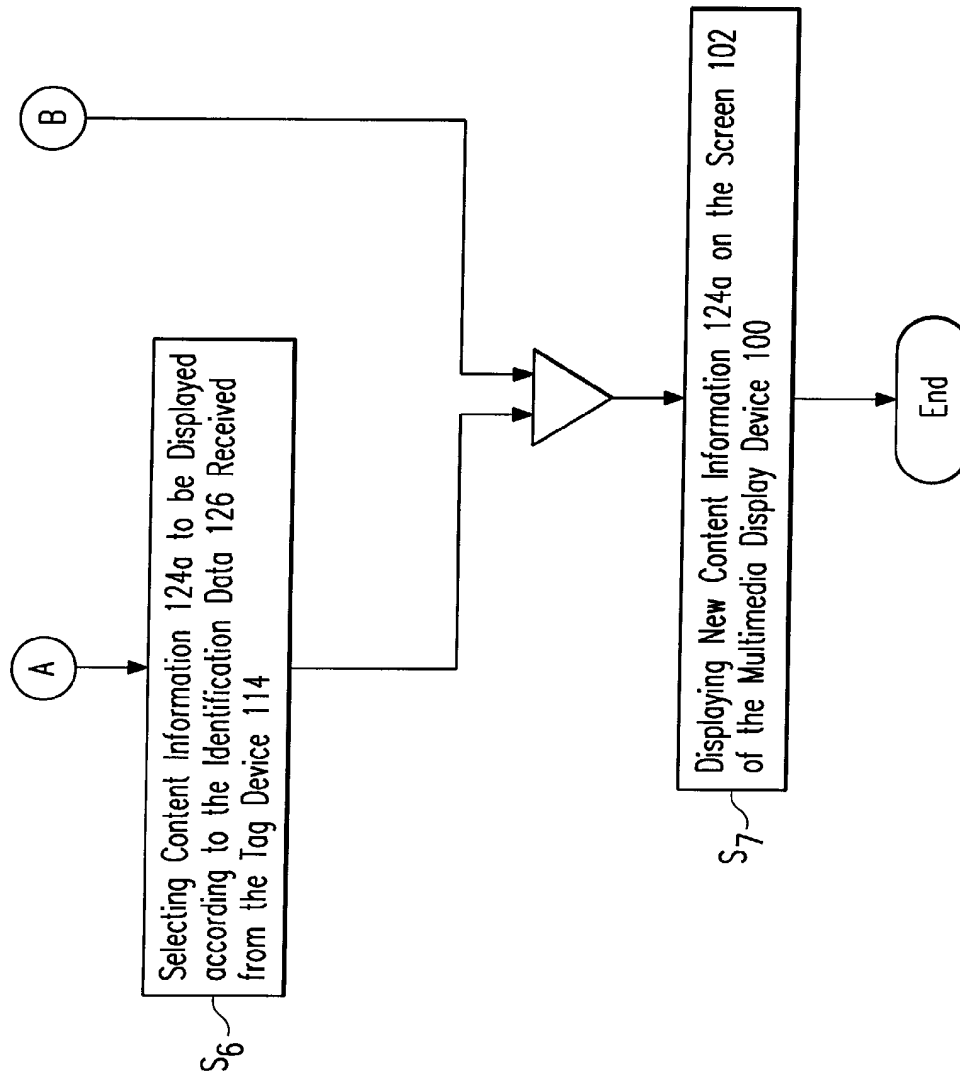 A
B
Selecting Content Information 124a to be Displayed
according to the Identification Data 126 Received
from the Tag Device 114
S6
Displaying New Content Information 124a on the Screen 102
of the Multimedia Display Device 100
S7
End